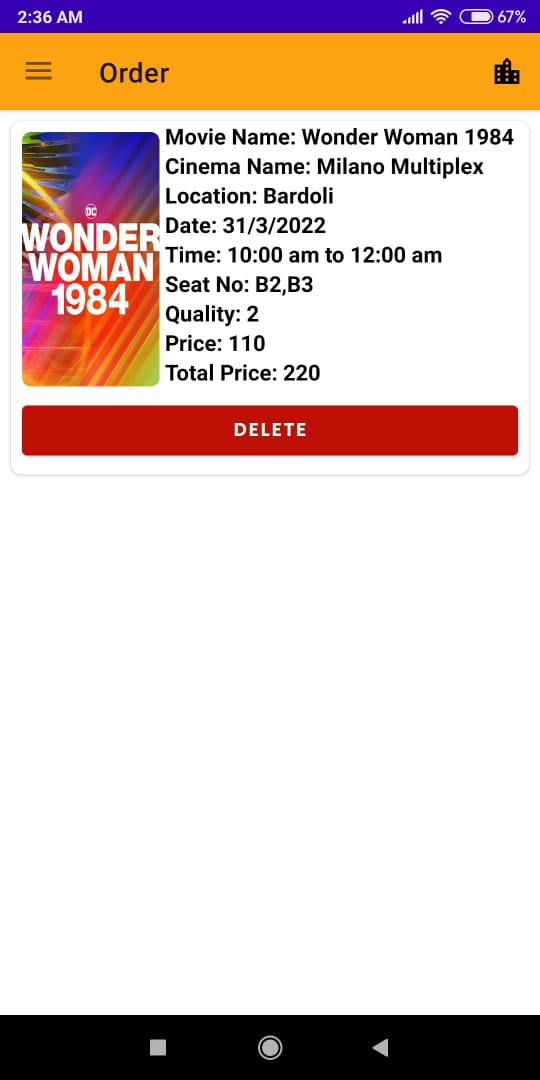 2:36 AM
67%
Order
DC
WONDER
WOMAN
1984
Movie Name: Wonder Woman 1984
Cinema Name: Milano Multiplex
Location: Bardoli
Date: 31/3/2022
Time: 10:00 am to 12:00 am
Seat No: B2,B3
Quality: 2
Price: 110
Total Price: 220
DELETE